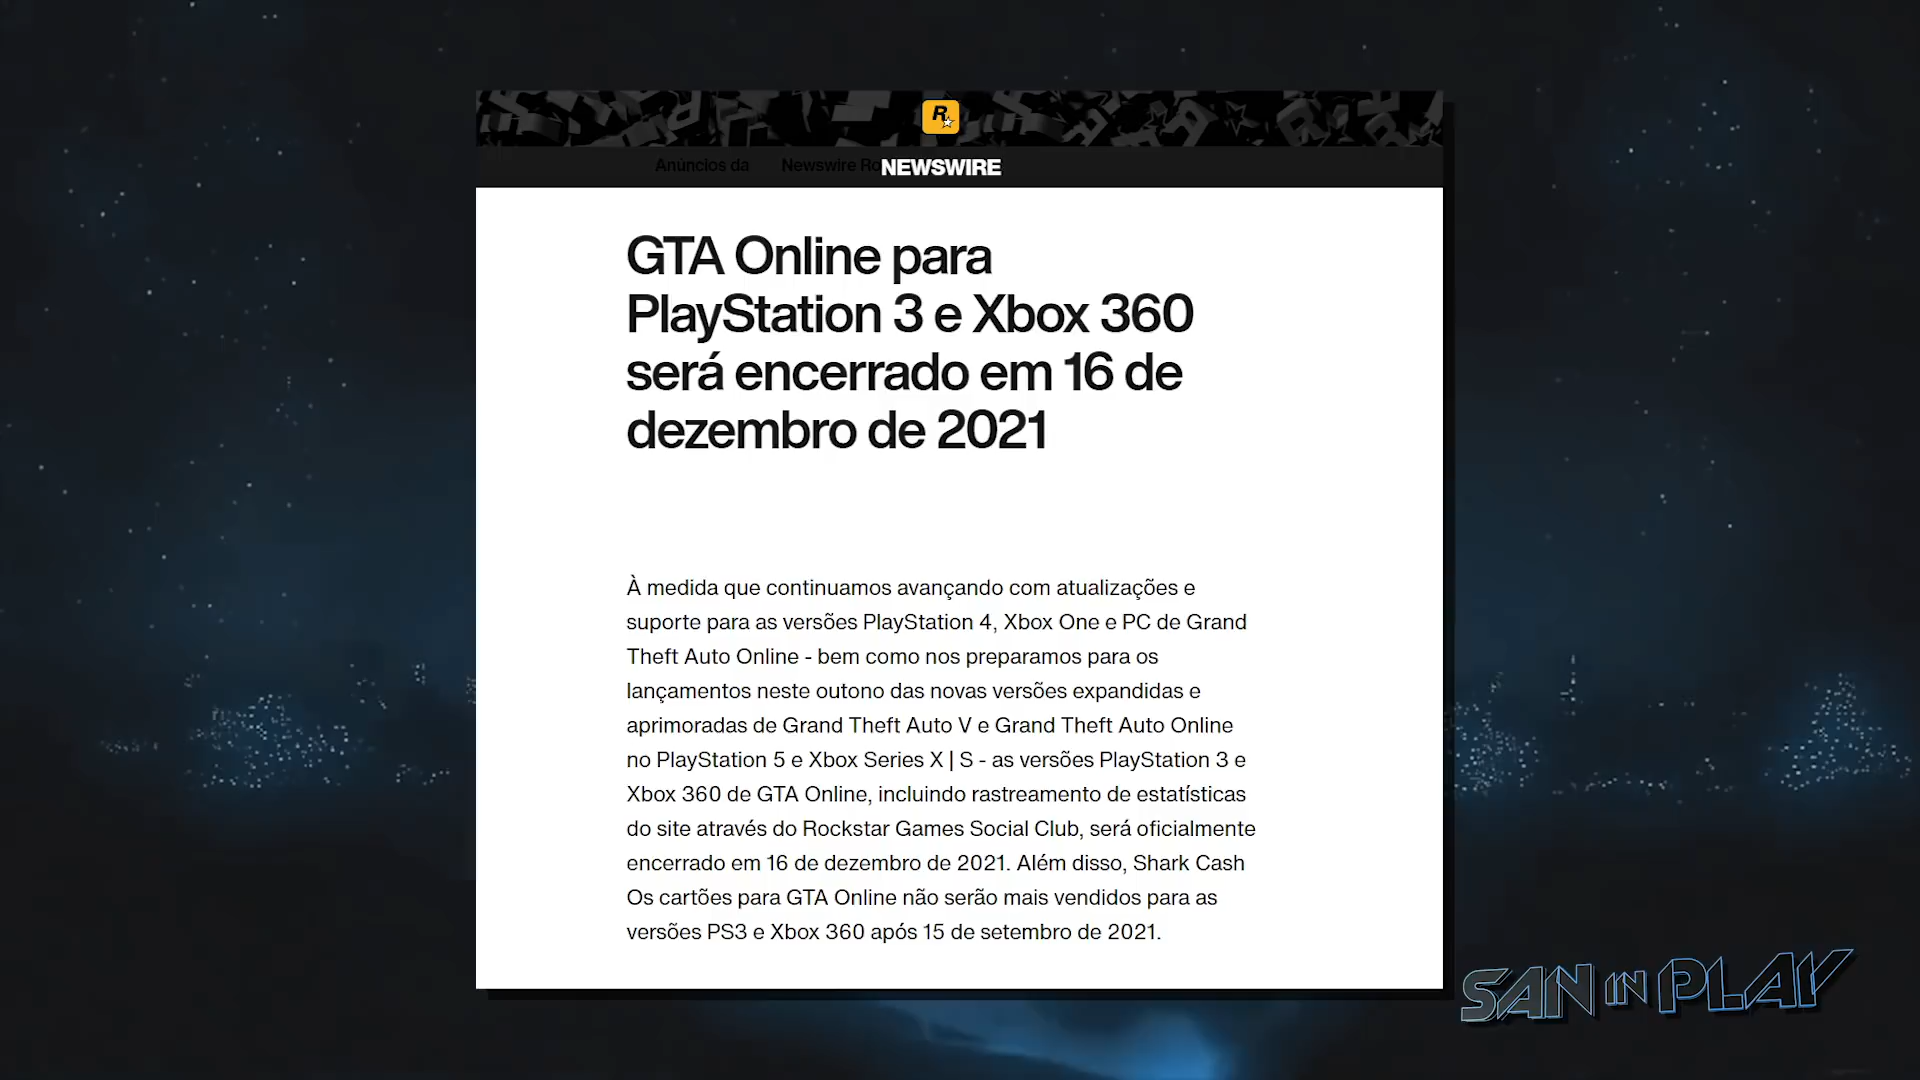 R
Anúncios da Newswire Ro
NEWSWIRE
GTA Online para
PlayStation 3 e Xbox 360
será encerrado em 16 de
dezembro de 2021
À medida que continuamos avançando com atualizações e
suporte para as versões PlayStation 4, Xbox One e PC de Grand
Theft Auto Online - bem como nos preparamos para os
lançamentos neste outono das novas versões expandidas e
aprimoradas de Grand Theft Auto V e Grand Theft Auto Online
no PlayStation 5 e Xbox Series X | S - as versões PlayStation 3 e
Xbox 360 de GTA Online, incluindo rastreamento de estatísticas
do site através do Rockstar Games Social Club, será oficialmente
encerrado em 16 de dezembro de 2021. Além disso, Shark Cash
Os cartões para GTA Online não serão mais vendidos para as
versões PS3 e Xbox 360 após 15 de setembro de 2021.
SAN IN PLAY